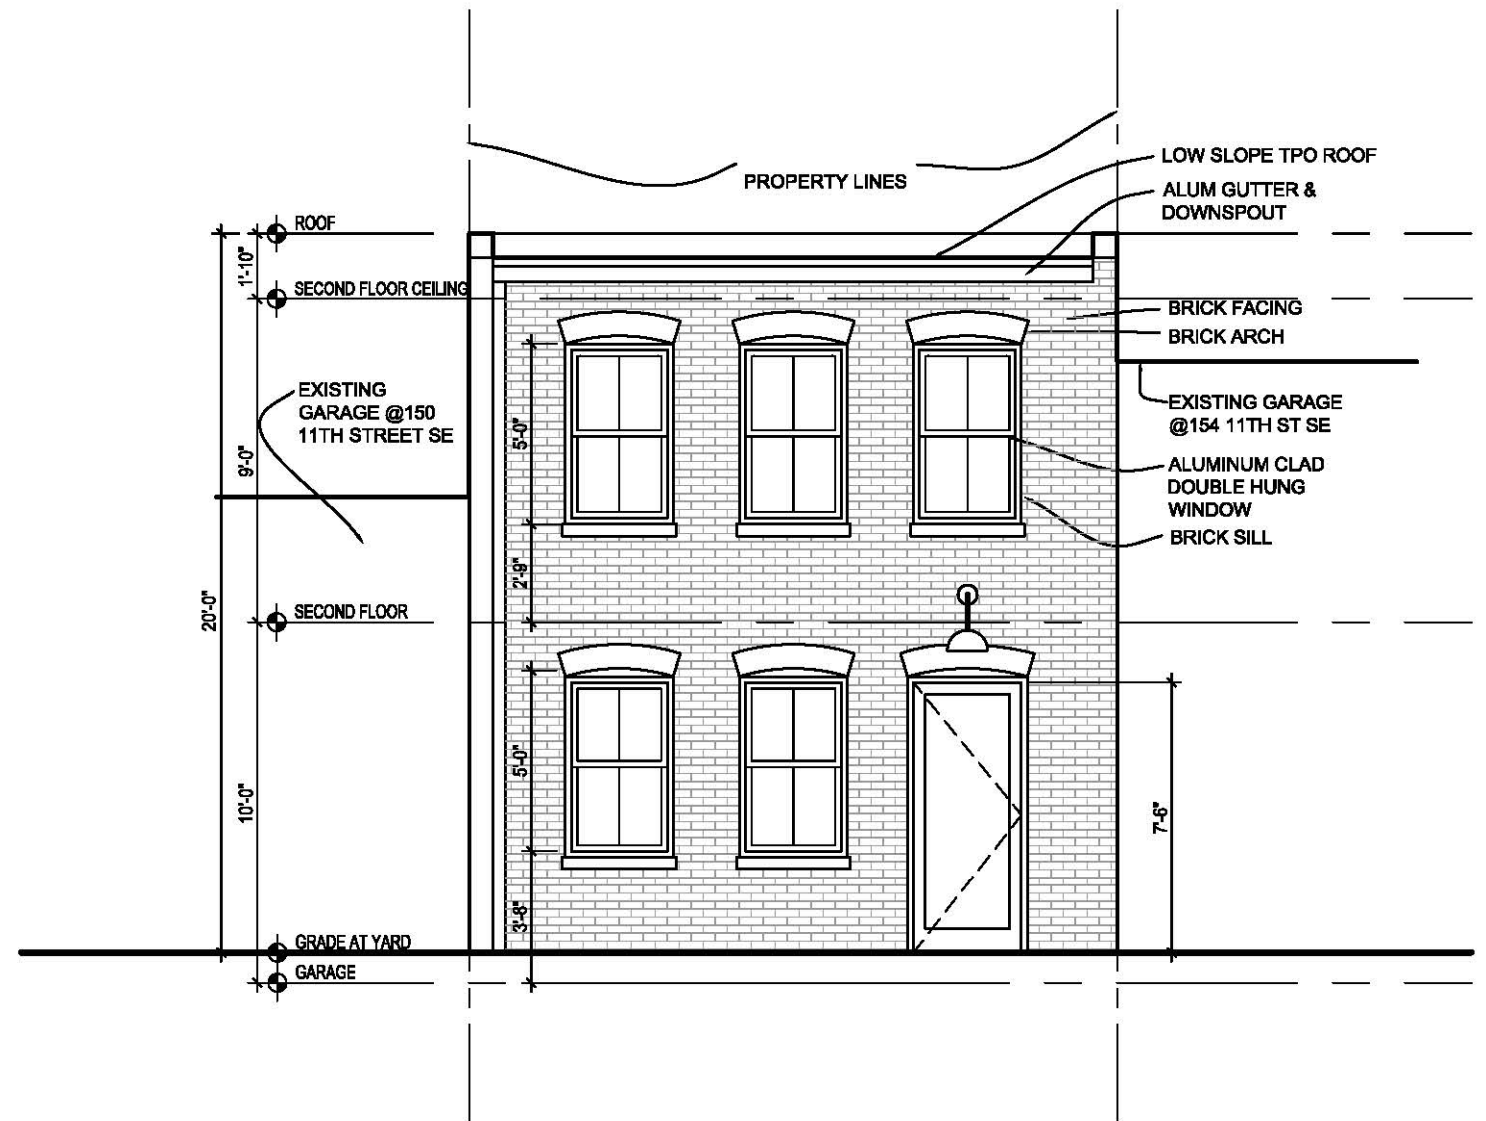 LOW SLOPE TPO ROOF
PROPERTY LINES
ALUM GUTTER &
DOWNSPOUT
ROOF
1'-10"
SECOND FLOOR CEILING
BRICK FACING
BRICK ARCH
EXISTING
GARAGE @150
11TH STREET SE
EXISTING GARAGE
@154 11TH ST SE
5'-0"
9'-0"
ALUMINUM CLAD
DOUBLE HUNG
WINDOW
BRICK SILL
2'-9"
20'-0"
SECOND FLOOR
5'-0"
10'-0"
7'-6"
3'-8"
GRADE AT YARD
GARAGE